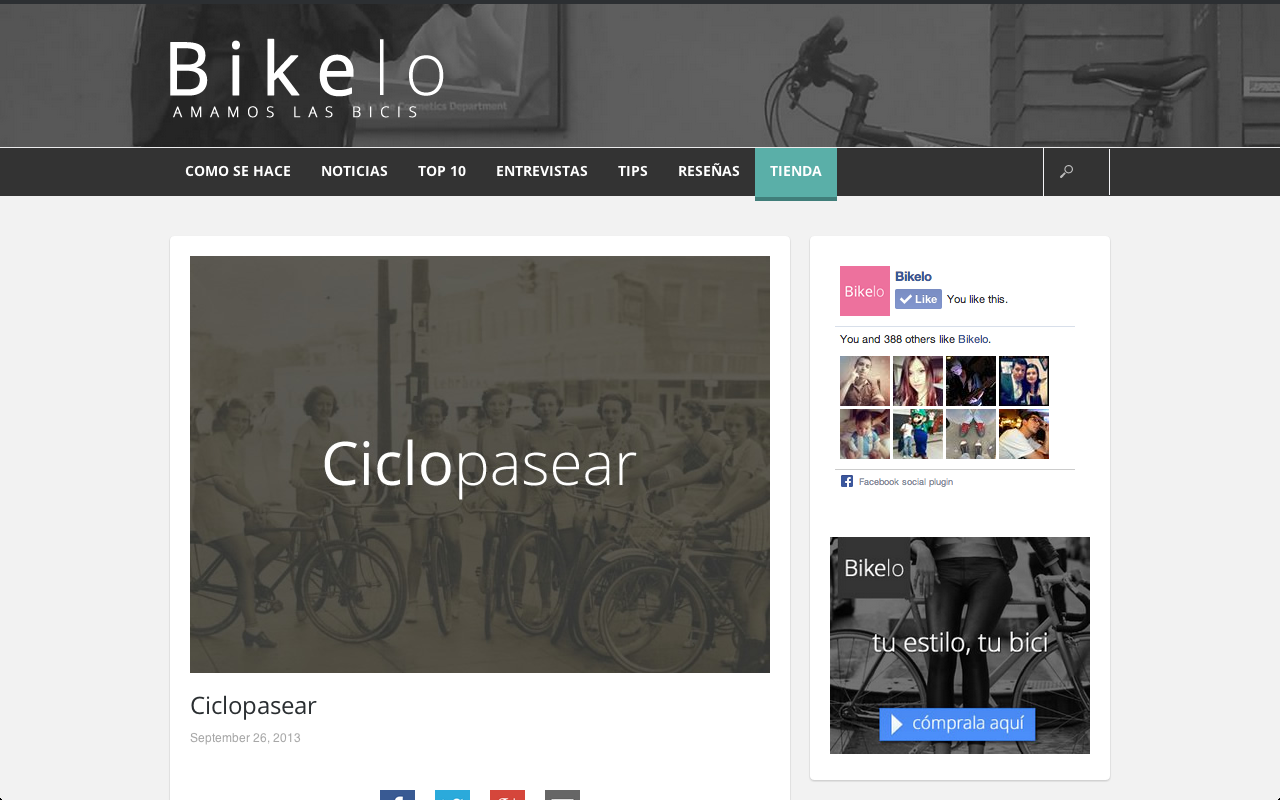 Bikelo
AMAMOS LAS BICIS
COMO SE HACE NOTICIAS TOP 10 ENTREVISTAS TIPS RESEÑAS TIENDA
Ciclopasear
Ciclopasear
September 26, 2013
Bikelo
Bikelo
Like You like this.
You and 388 others like Bikelo.
Facebook social plugin
Bikelo
tu estilo, tu bici
cómprala aquí